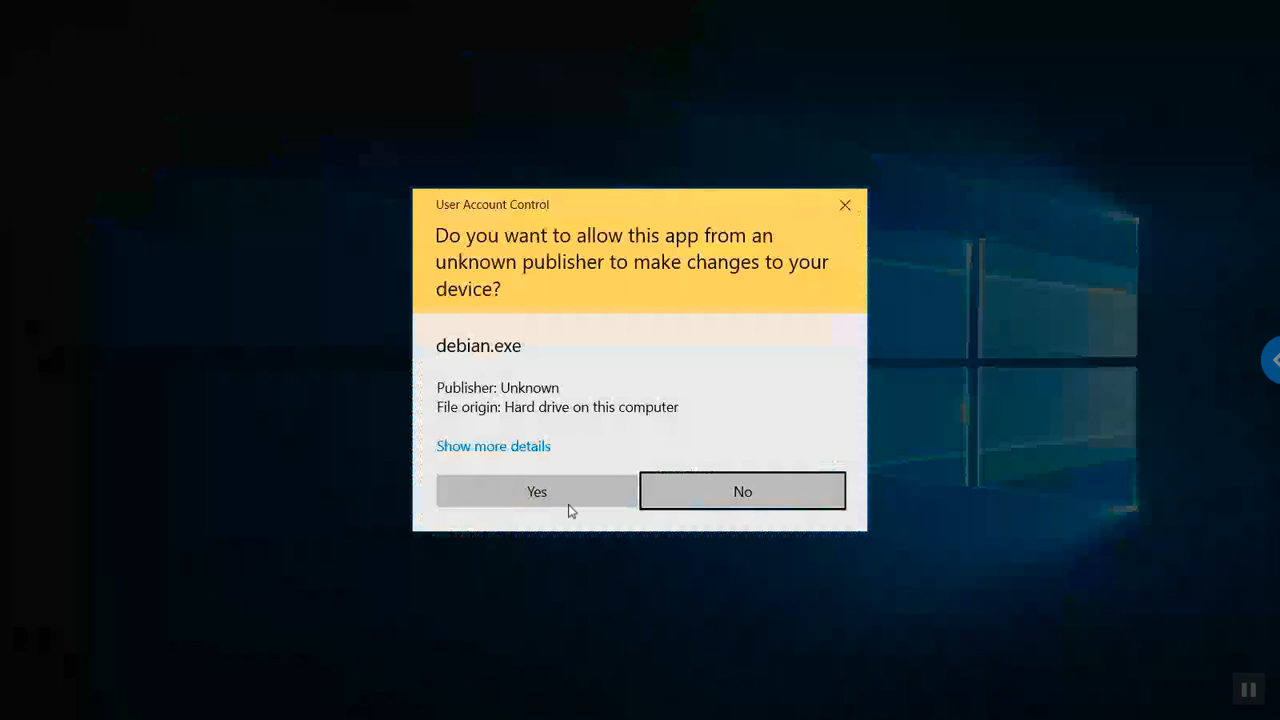 User Account Control
Do you want to allow this app from an
unknown publisher to make changes to your
device?
debian.exe
Publisher: Unknown
File origin: Hard drive on this computer
Show more details
Yes
No